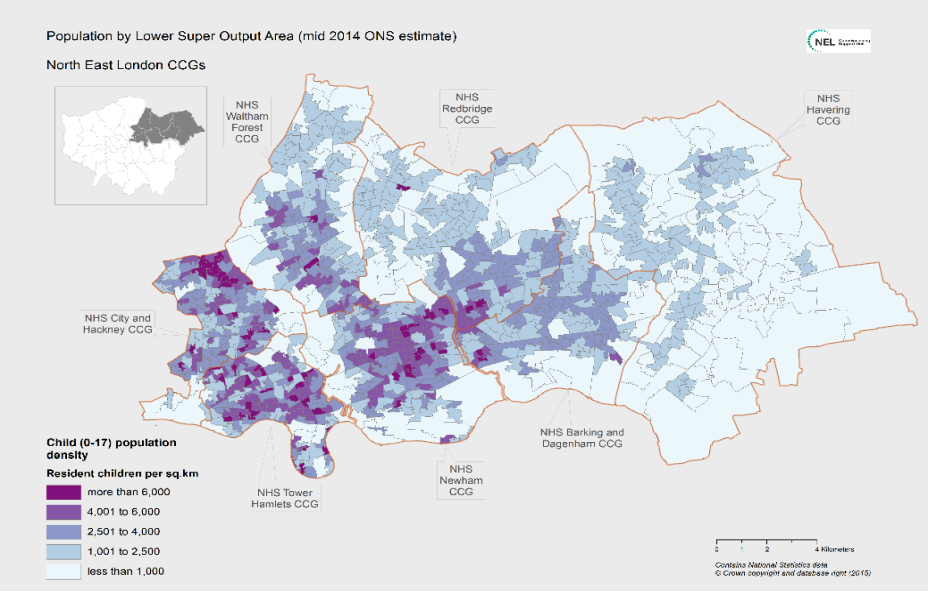 Population by Lower Super Output Area (mid 2014 ONS estimate)
North East London CCGs
NEL Commissioning
Support Unit
NHS
Waltham
Forest
CCG
NHS
Redbridge
CCG
NHS
Havering
CCG
NHS City and
Hackney CCG
NHS Barking and
Dagenham CCG
NHS
Newham
CCG
NHS Tower
Hamlets CCG
Child (0-17) population
density
Resident children per sq.km
more than 6,000
4,001 to 6,000
2,501 to 4,000
1,001 to 2,500
less than 1,000
0 1 2 4 Kilometers
Contains National Statistics data
© Crown copyright and database right (2015)